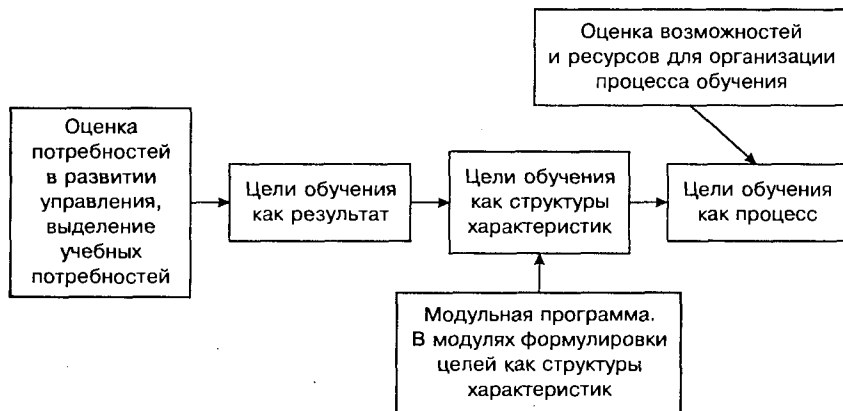 Оценка возможностей
и ресурсов для организации
процесса обучения
Оценка
потребностей
в развитии
управления,
выделение
учебных
потребностей
Цели обучения
как результат
Цели обучения
как структуры
характеристик
Цели обучения
как процесс
Модульная программа.
В модулях формулировки
целей как структуры
характеристик